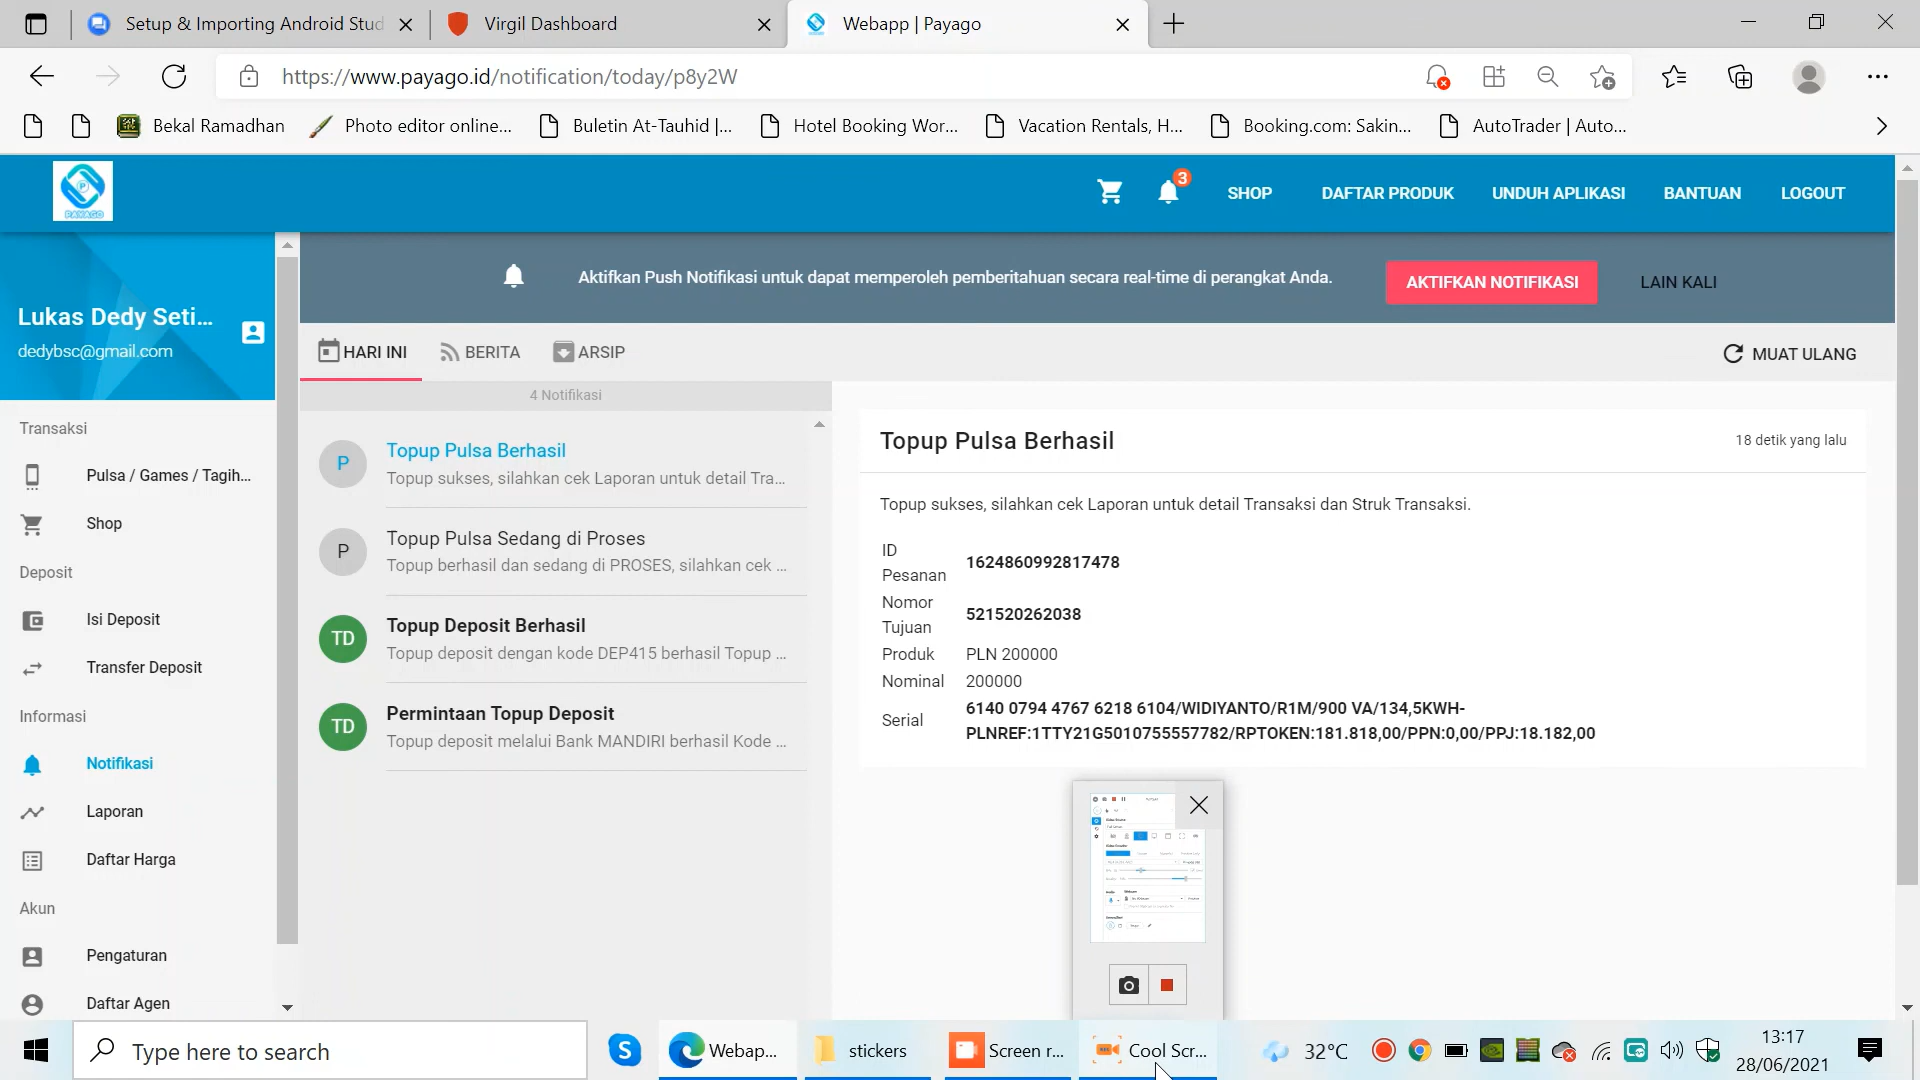 Setup & Importing Android Stud
Virgil Dashboard
Webapp | Payago
https://www.payago.id/notification/today/p8y2W
Bekal Ramadhan
Photo editor online...
Buletin At-Tauhid |...
Hotel Booking Wor...
Vacation Rentals, H...
Booking.com: Sakin...
AutoTrader | Auto...
PAYAGO
3
SHOP
DAFTAR PRODUK
UNDUH APLIKASI
BANTUAN
LOGOUT
Lukas Dedy Seti...
dedybsc@gmail.com
Aktifkan Push Notifikasi untuk dapat memperoleh pemberitahuan secara real-time di perangkat Anda.
AKTIFKAN NOTIFIKASI
LAIN KALI
HARI INI
BERITA
ARSIP
MUAT ULANG
Transaksi
Pulsa / Games / Tagih...
Shop
Deposit
Isi Deposit
Transfer Deposit
Informasi
Notifikasi
Laporan
Daftar Harga
Akun
Pengaturan
Daftar Agen
4 Notifikasi
P
Topup Pulsa Berhasil
Topup sukses, silahkan cek Laporan untuk detail Tra...
P
Topup Pulsa Sedang di Proses
Topup berhasil dan sedang di PROSES, silahkan cek ...
TD
Topup Deposit Berhasil
Topup deposit dengan kode DEP415 berhasil Topup ...
TD
Permintaan Topup Deposit
Topup deposit melalui Bank MANDIRI berhasil Kode ...
Topup Pulsa Berhasil
18 detik yang lalu
Topup sukses, silahkan cek Laporan untuk detail Transaksi dan Struk Transaksi.
ID
Pesanan
1624860992817478
Nomor
Tujuan
521520262038
Produk
PLN 200000
Nominal
200000
Serial
6140 0794 4767 6218 6104/WIDIYANTO/R1M/900 VA/134,5KWH-
PLNREF:1TTY21G5010755557782/RPTOKEN:181.818,00/PPN:0,00/PPJ:18.182,00
Type here to search
Webap...
stickers
Screen r...
Cool Scr...
32°C
13:17
28/06/2021